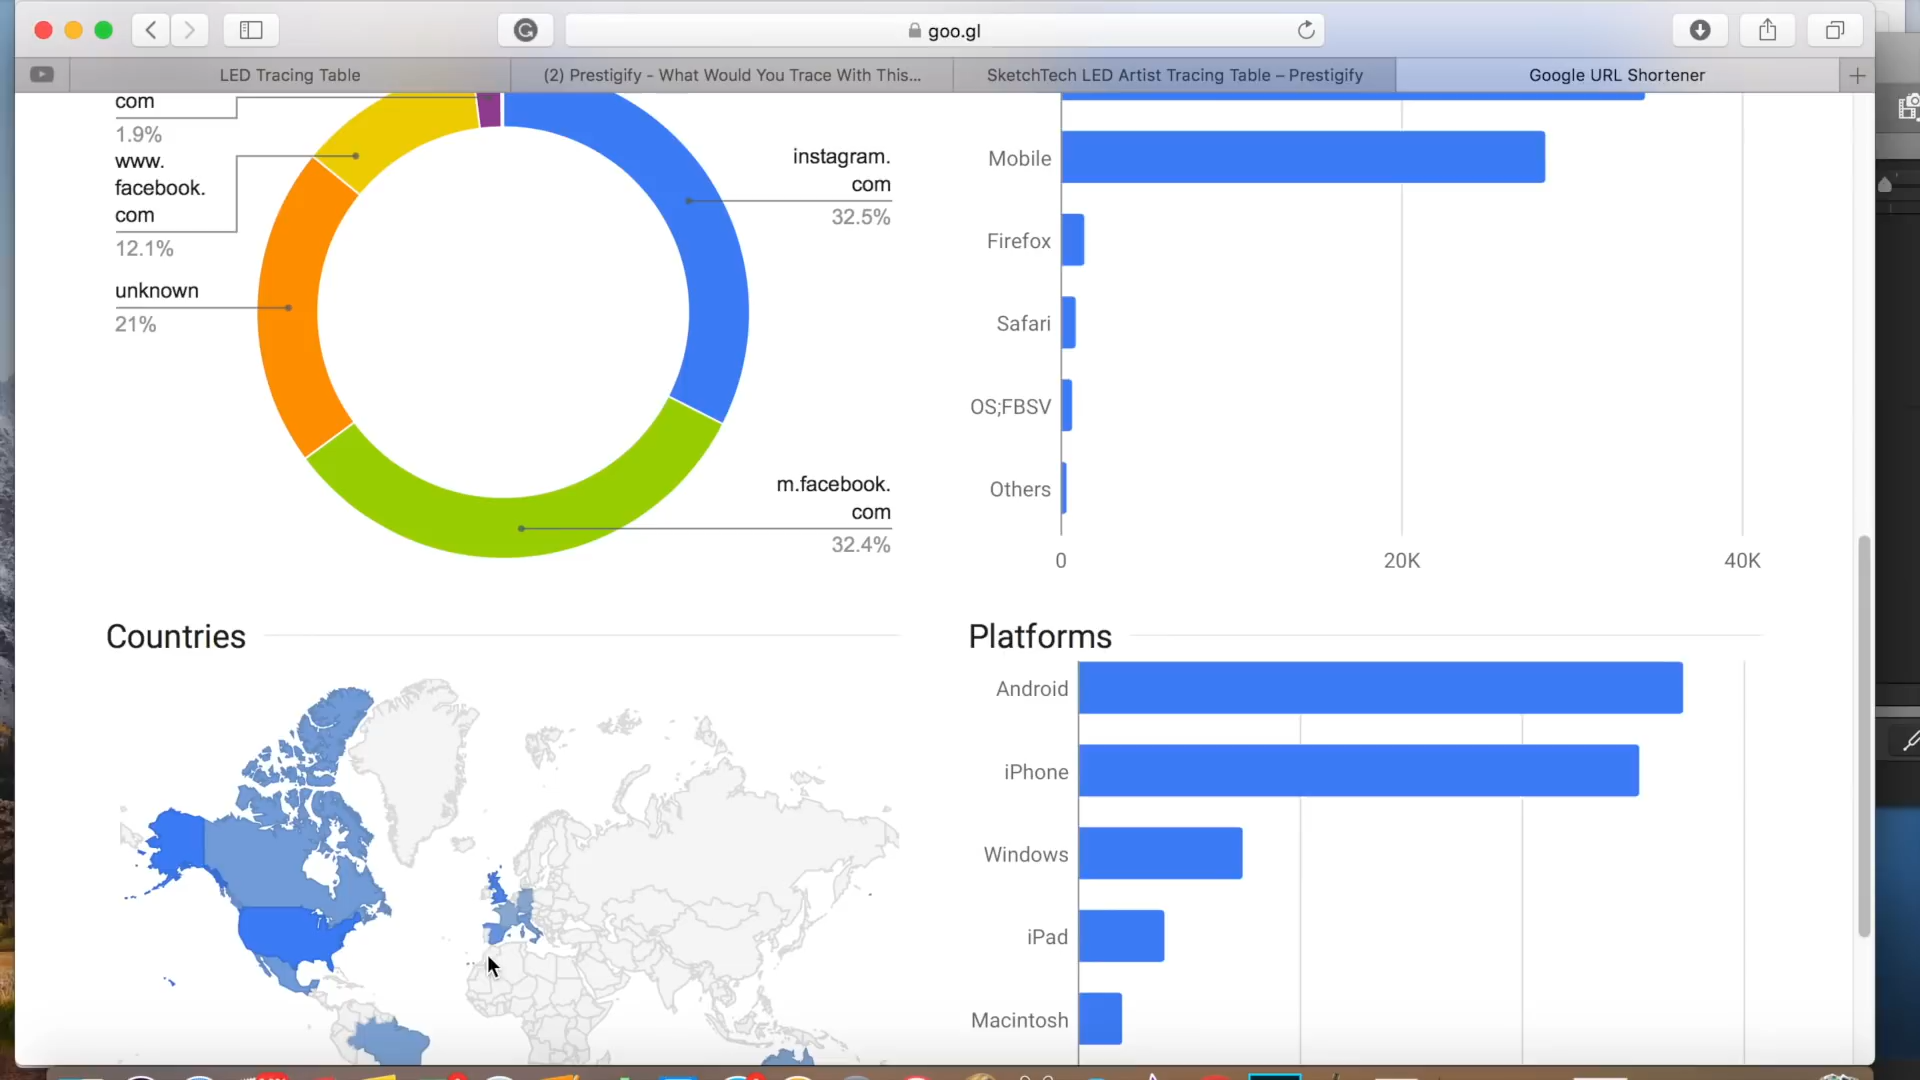 goo.gl
LED Tracing Table
(2) Prestigify - What Would You Trace With This...
SketchTech LED Artist Tracing Table – Prestigify
Google URL Shortener
com
1.9%
www.
facebook.
com
12.1%
unknown
21%
instagram.
com
32.5%
m.facebook.
com
32.4%
Mobile
Firefox
Safari
OS;FBSV
Others
0
20K
40K
Countries
Platforms
Android
iPhone
Windows
iPad
Macintosh